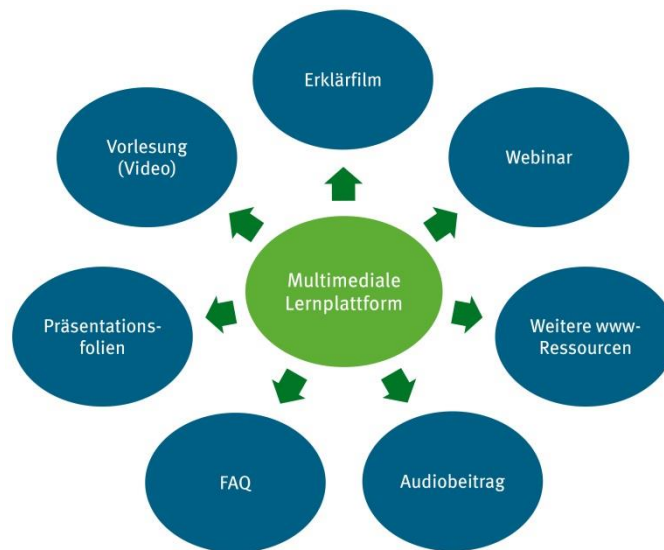 Erklärfilm
Vorlesung
(Video)
Webinar
Multimediale
Lernplattform
Präsentations-
folien
Weitere www-
Ressourcen
FAQ
Audiobeitrag